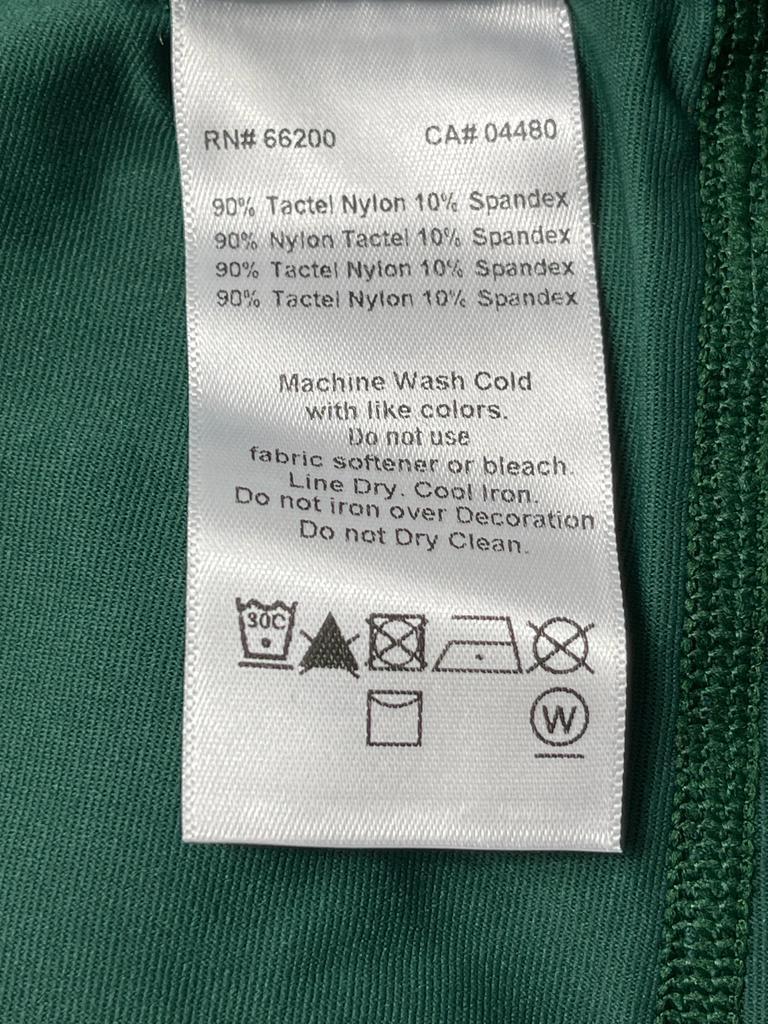 RN# 66200 CA# 04480
90% Tactel Nylon 10% Spandex
90% Nylon Tactel 10% Spandex
90% Tactel Nylon 10% Spandex
90% Tactel Nylon 10% Spandex
Machine Wash Cold
with like colors.
Do not use
fabric softener or bleach.
Line Dry. Cool Iron.
Do not iron over Decoration
Do not Dry Clean.
30C
W